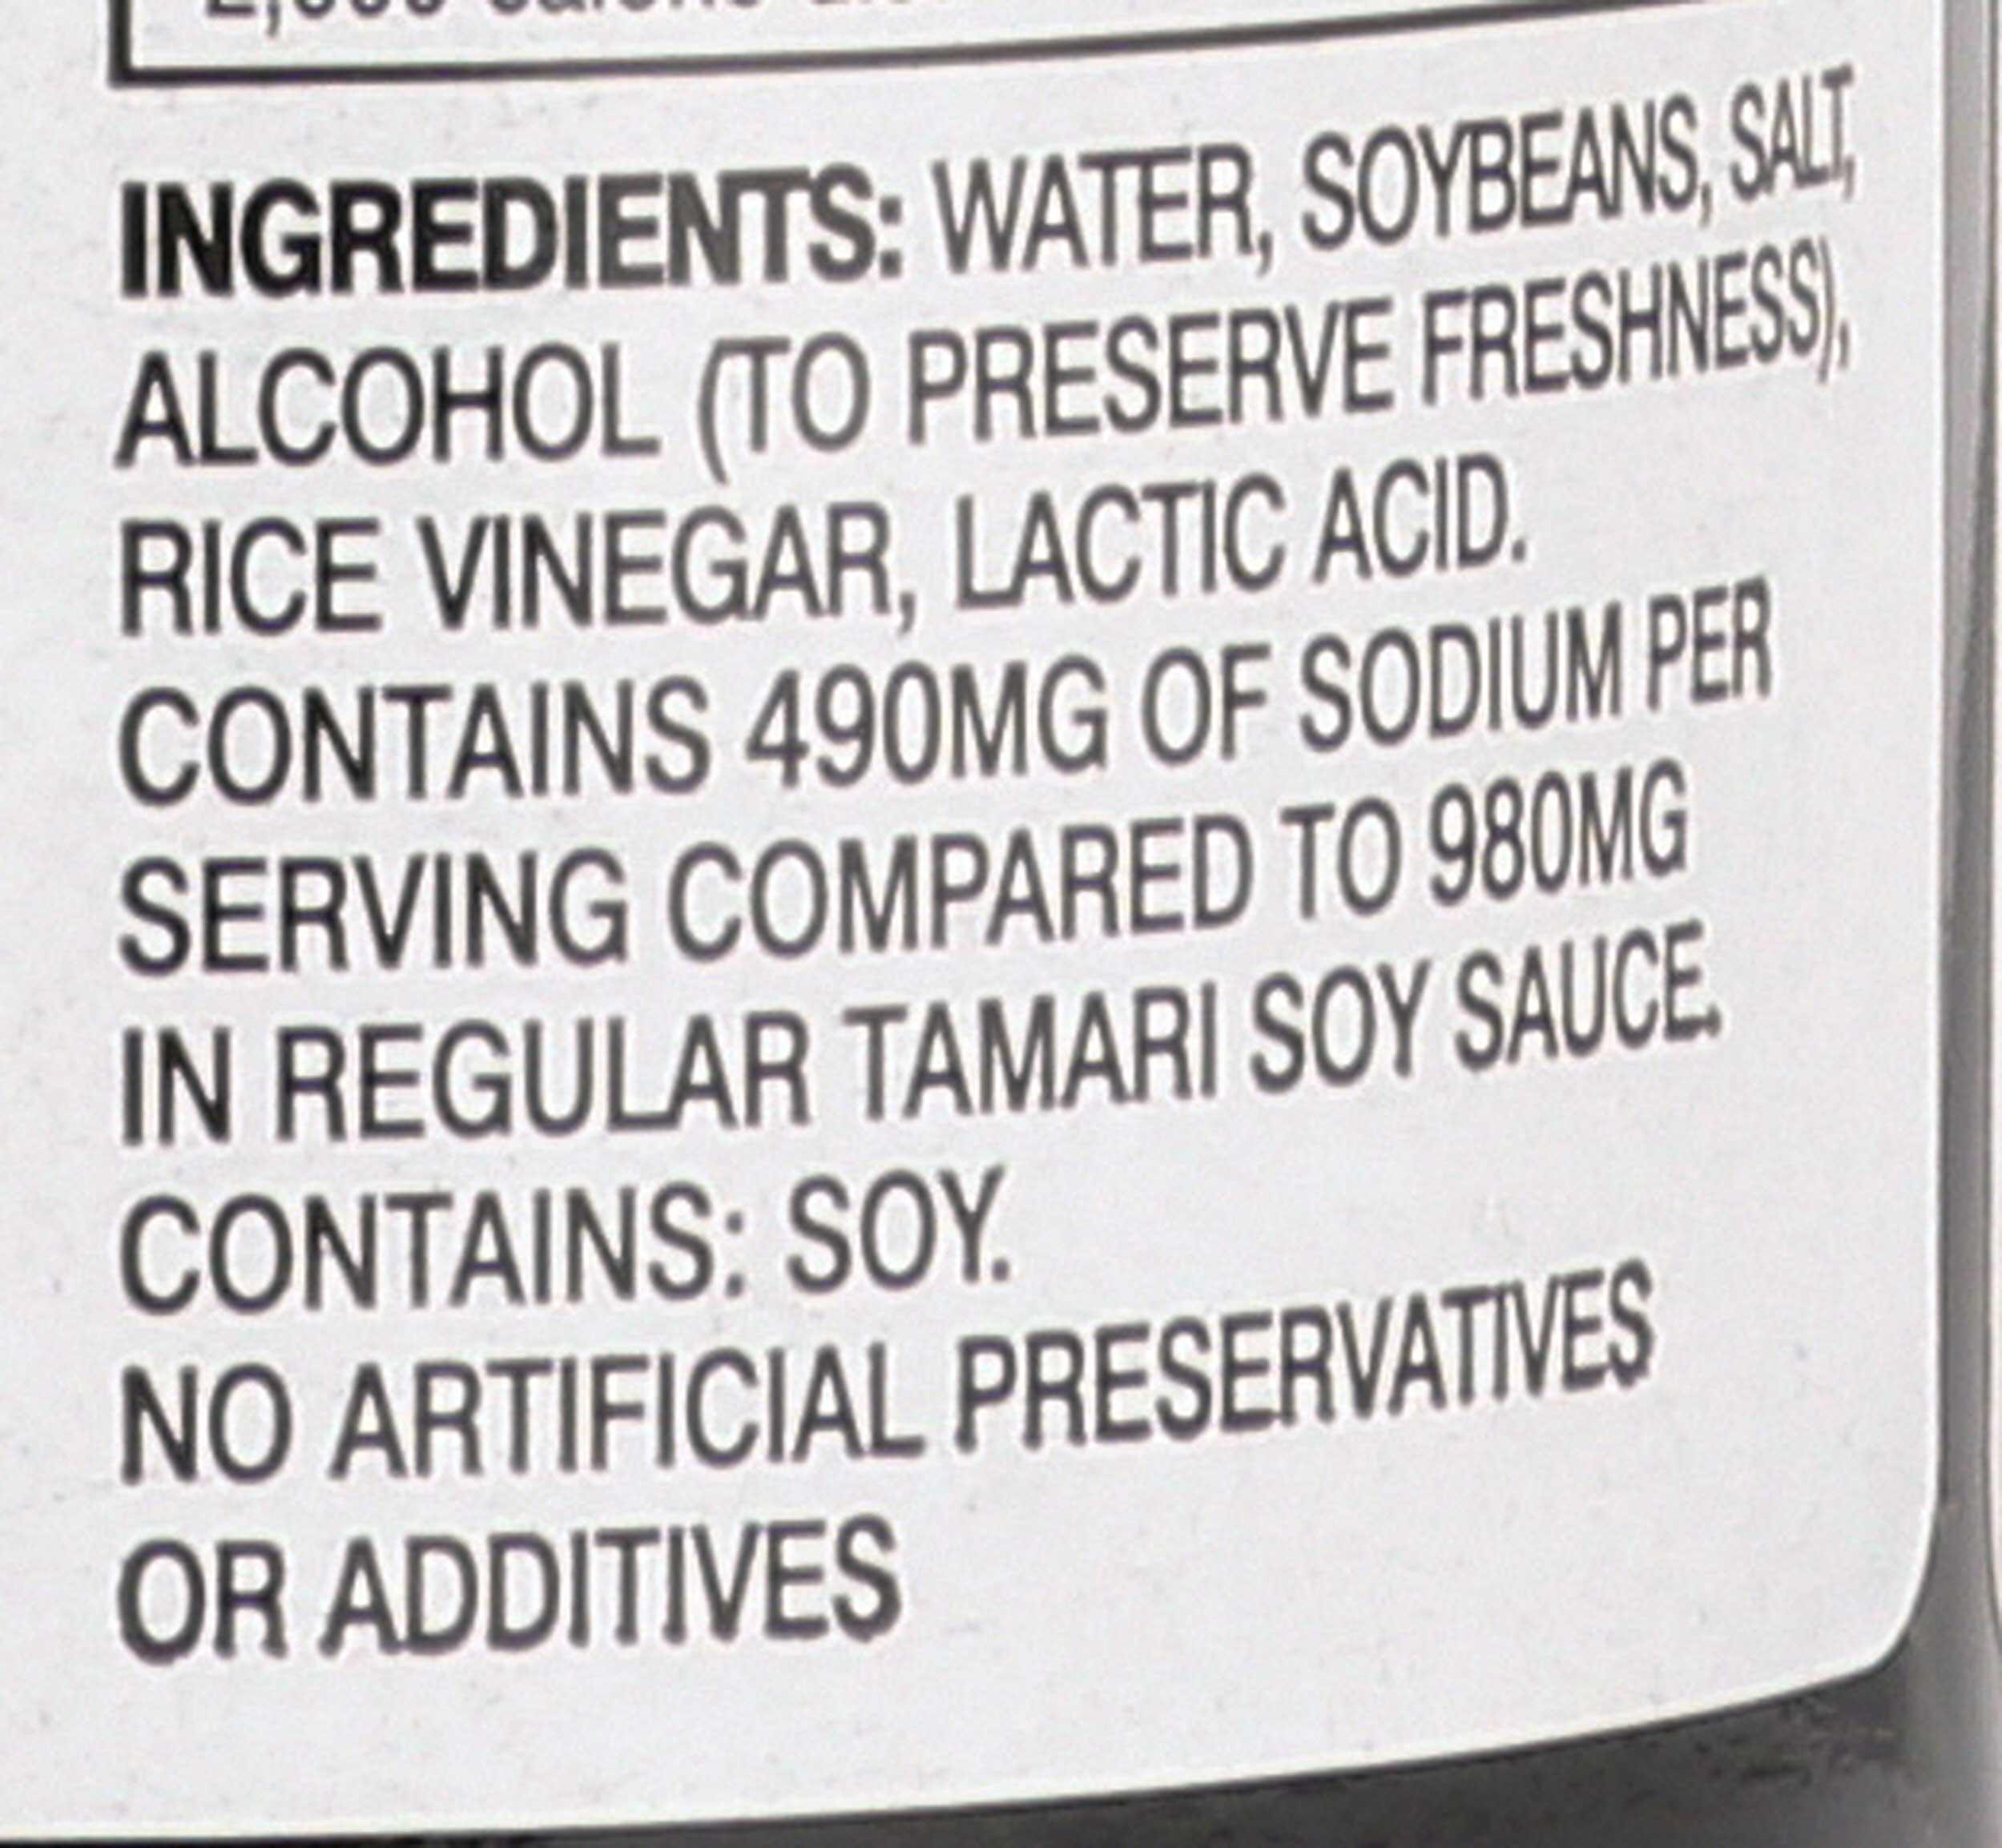 INGREDIENTS: WATER, SOYBEANS, SALT,
ALCOHOL (TO PRESERVE FRESHNESS),
RICE VINEGAR, LACTIC ACID.
CONTAINS 490MG OF SODIUM PER
SERVING COMPARED TO 980MG
IN REGULAR TAMARI SOY SAUCE.
CONTAINS: SOY.
NO ARTIFICIAL PRESERVATIVES
OR ADDITIVES